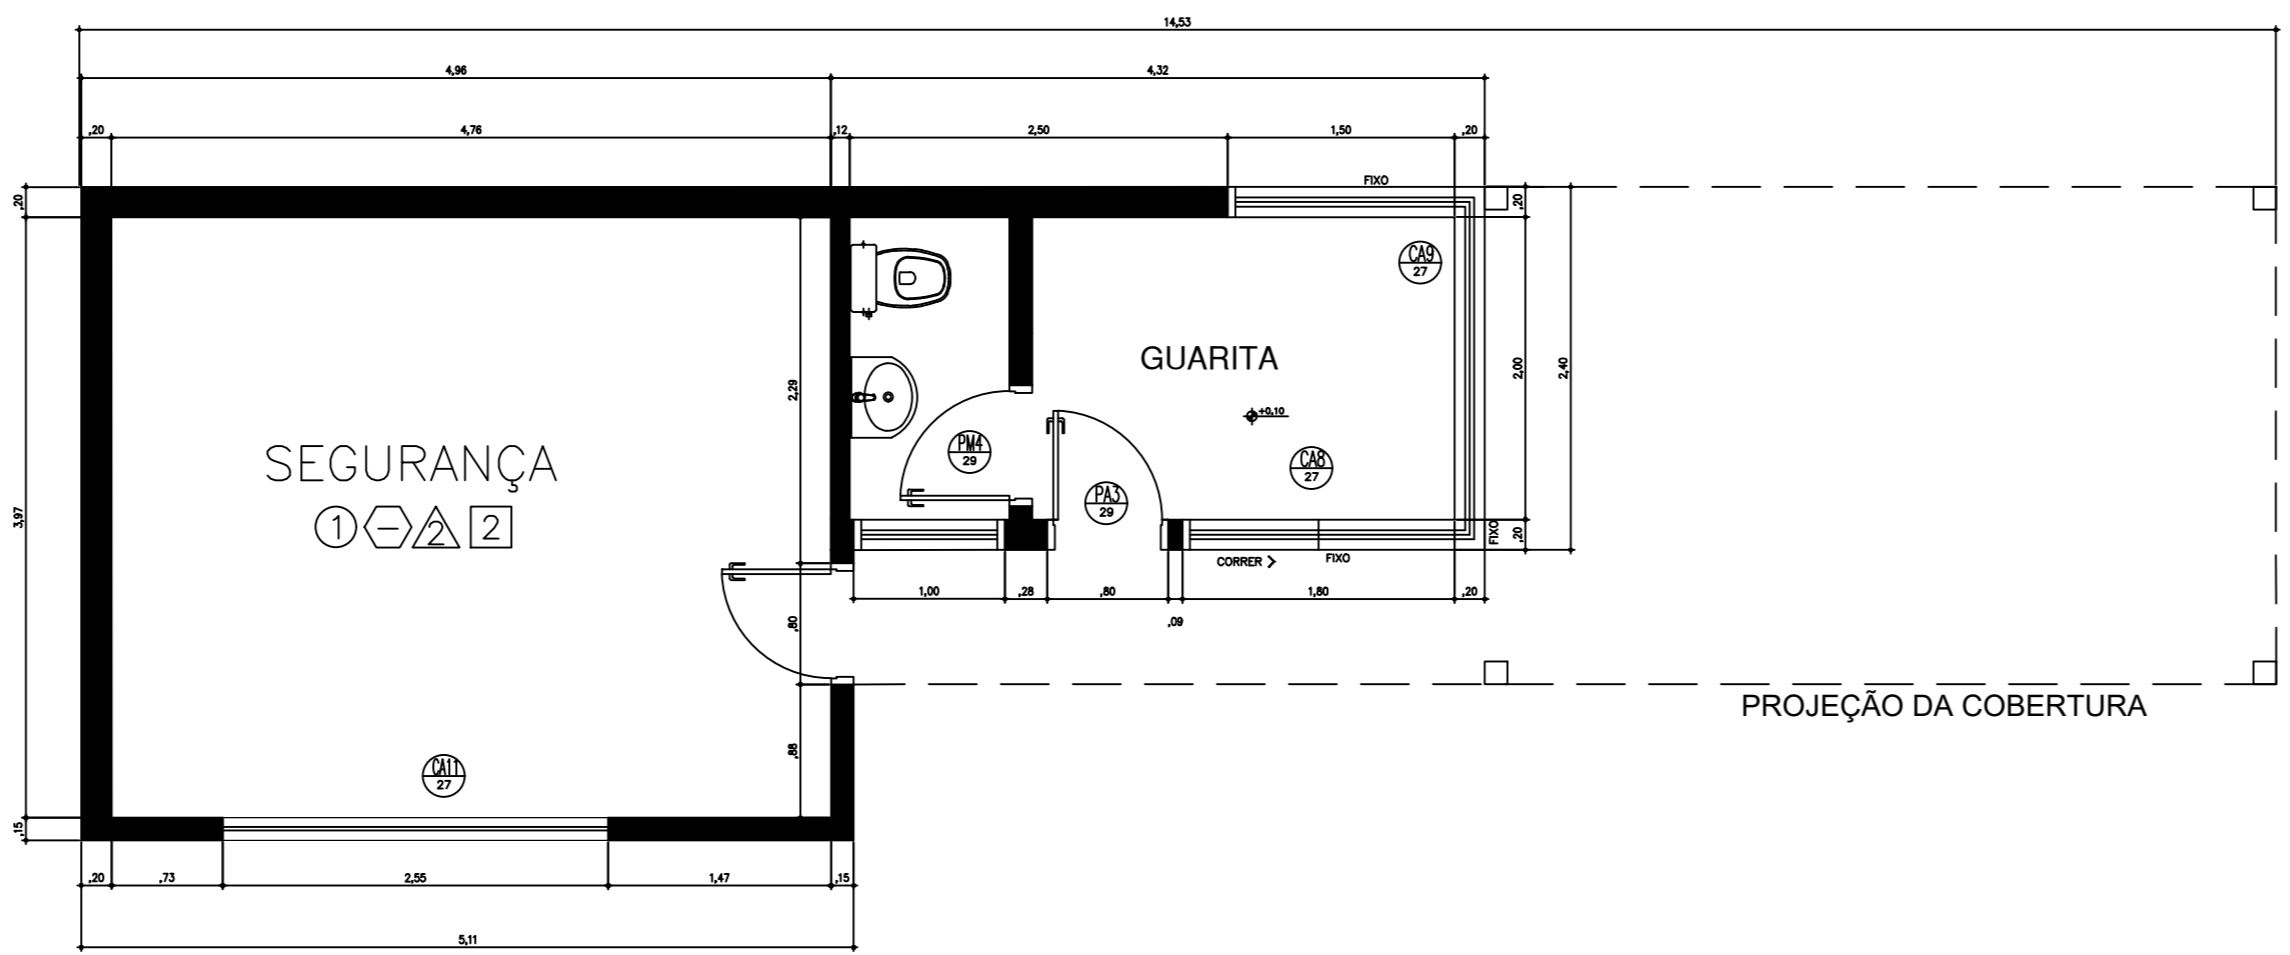 14,53
4,96 4,32
,20 4,76 ,12 2,50 1,50 ,20
FIXO
,20 ,20
CA9
27
GUARITA
2,29 2,00 2,40
+0,10
SEGURANÇA
PM4
29
CA8
27
PA3
29
1 – 2 2
3,97
,20
FIXO
CORRER > FIXO
1,00 ,28 ,80 1,80 ,20
,80 ,09
PROJEÇÃO DA COBERTURA
,88
CA11
27
,15
,20 ,73 2,55 1,47 ,15
5,11